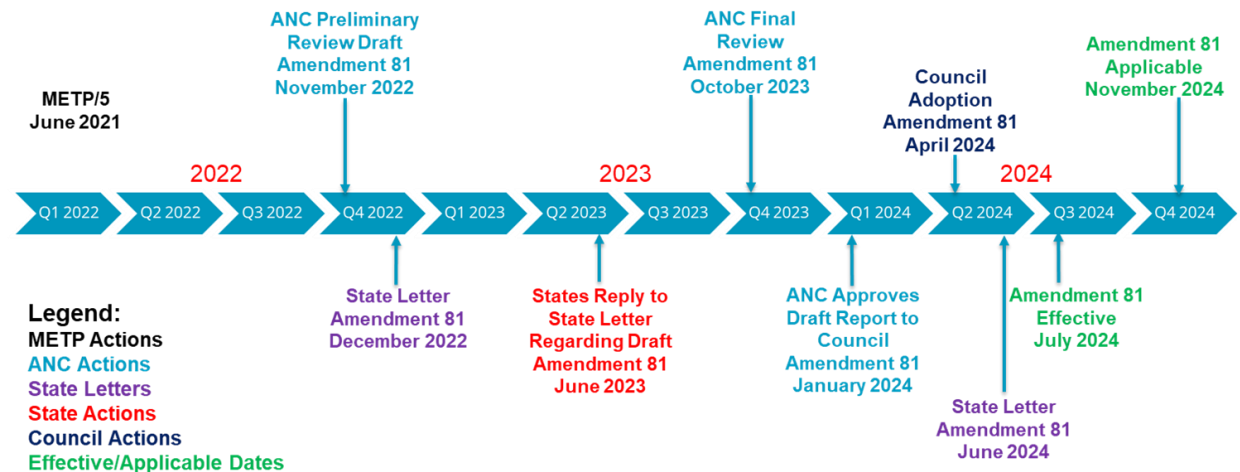 ANC Preliminary
Review Draft
Amendment 81
November 2022
ANC Final
Review
Amendment 81
October 2023
Council
Adoption
Amendment 81
April 2024
Amendment 81
Applicable
November 2024
METP/5
June 2021
2022
2023
2024
Q1 2022
Q2 2022
Q3 2022
Q4 2022
Q1 2023
Q2 2023
Q3 2023
Q4 2023
Q1 2024
Q2 2024
Q3 2024
Q4 2024
State Letter
Amendment 81
December 2022
States Reply to
State Letter
Regarding Draft
Amendment 81
June 2023
ANC Approves
Draft Report to
Council
Amendment 81
January 2024
State Letter
Amendment 81
June 2024
Amendment 81
Effective
July 2024
Legend:
METP Actions
ANC Actions
State Letters
State Actions
Council Actions
Effective/Applicable Dates